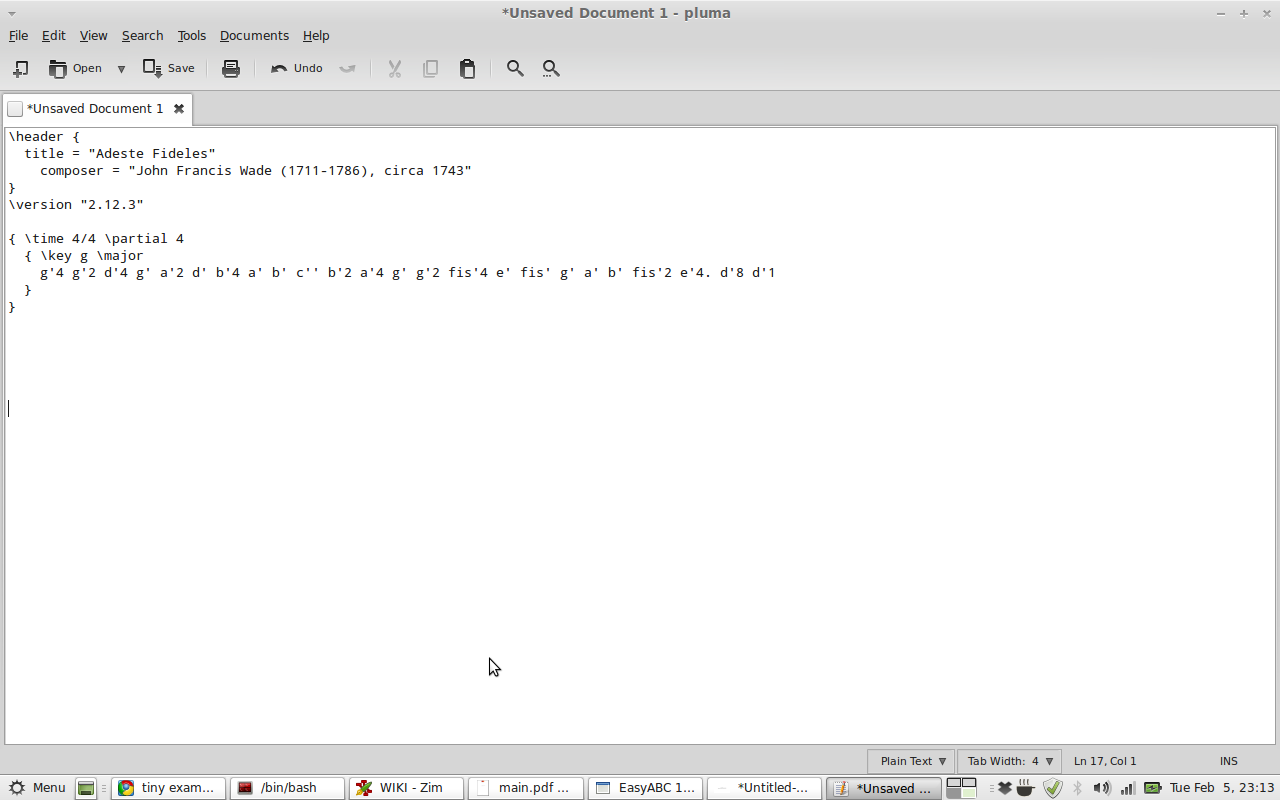 *Unsaved Document 1 - pluma
File Edit View Search Tools Documents Help
Open Save Undo
*Unsaved Document 1
\header {
  title = "Adeste Fideles"
    composer = "John Francis Wade (1711-1786), circa 1743"
}
\version "2.12.3"

{ \time 4/4 \partial 4
  { \key g \major
    g'4 g'2 d'4 g' a'2 d' b'4 a' b' c'' b'2 a'4 g' g'2 fis'4 e' fis' g' a' b' fis'2 e'4. d'8 d'1
  }
}
Plain Text Tab Width: 4 Ln 17, Col 1 INS
Menu tiny exam... /bin/bash WIKI - Zim main.pdf ... EasyABC 1... *Untitled-... *Unsaved ... Tue Feb 5, 23:13